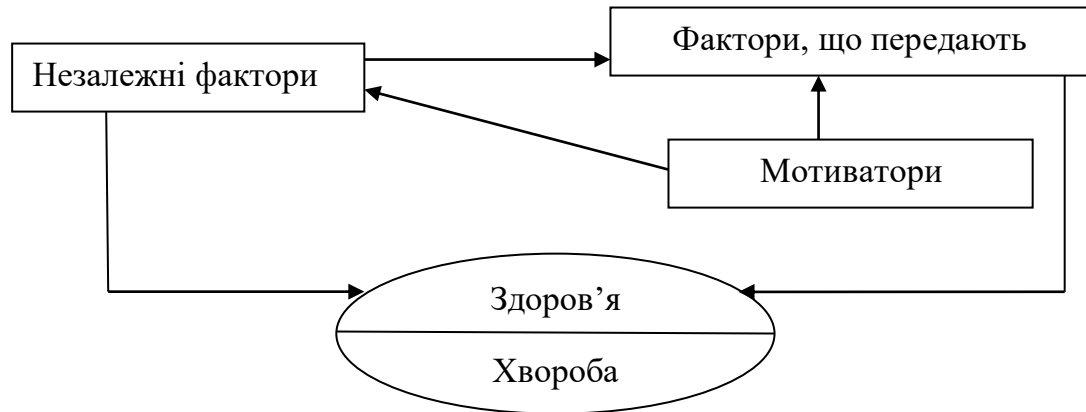 Фактори, що передають
Незалежні фактори
Мотиватори
Здоров’я
Хвороба